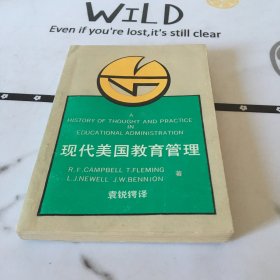 WiLD
Even if you're lost,it's still clear
A
HISTORY OF THOUGHT AND PRACTICE
IN
EDUCATIONAL ADMINISTRATION
现代美国教育管理
R.F.CAMPBELL T.FLEMING
L.J.NEWELL J.W.BENNION
著
袁锐锷译